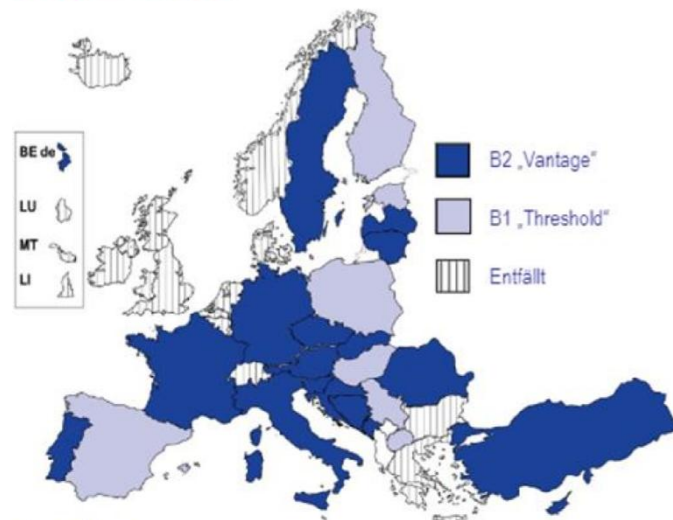 BE de
LU
MT
LI
B2 „Vantage“
B1 „Threshold“
Entfällt